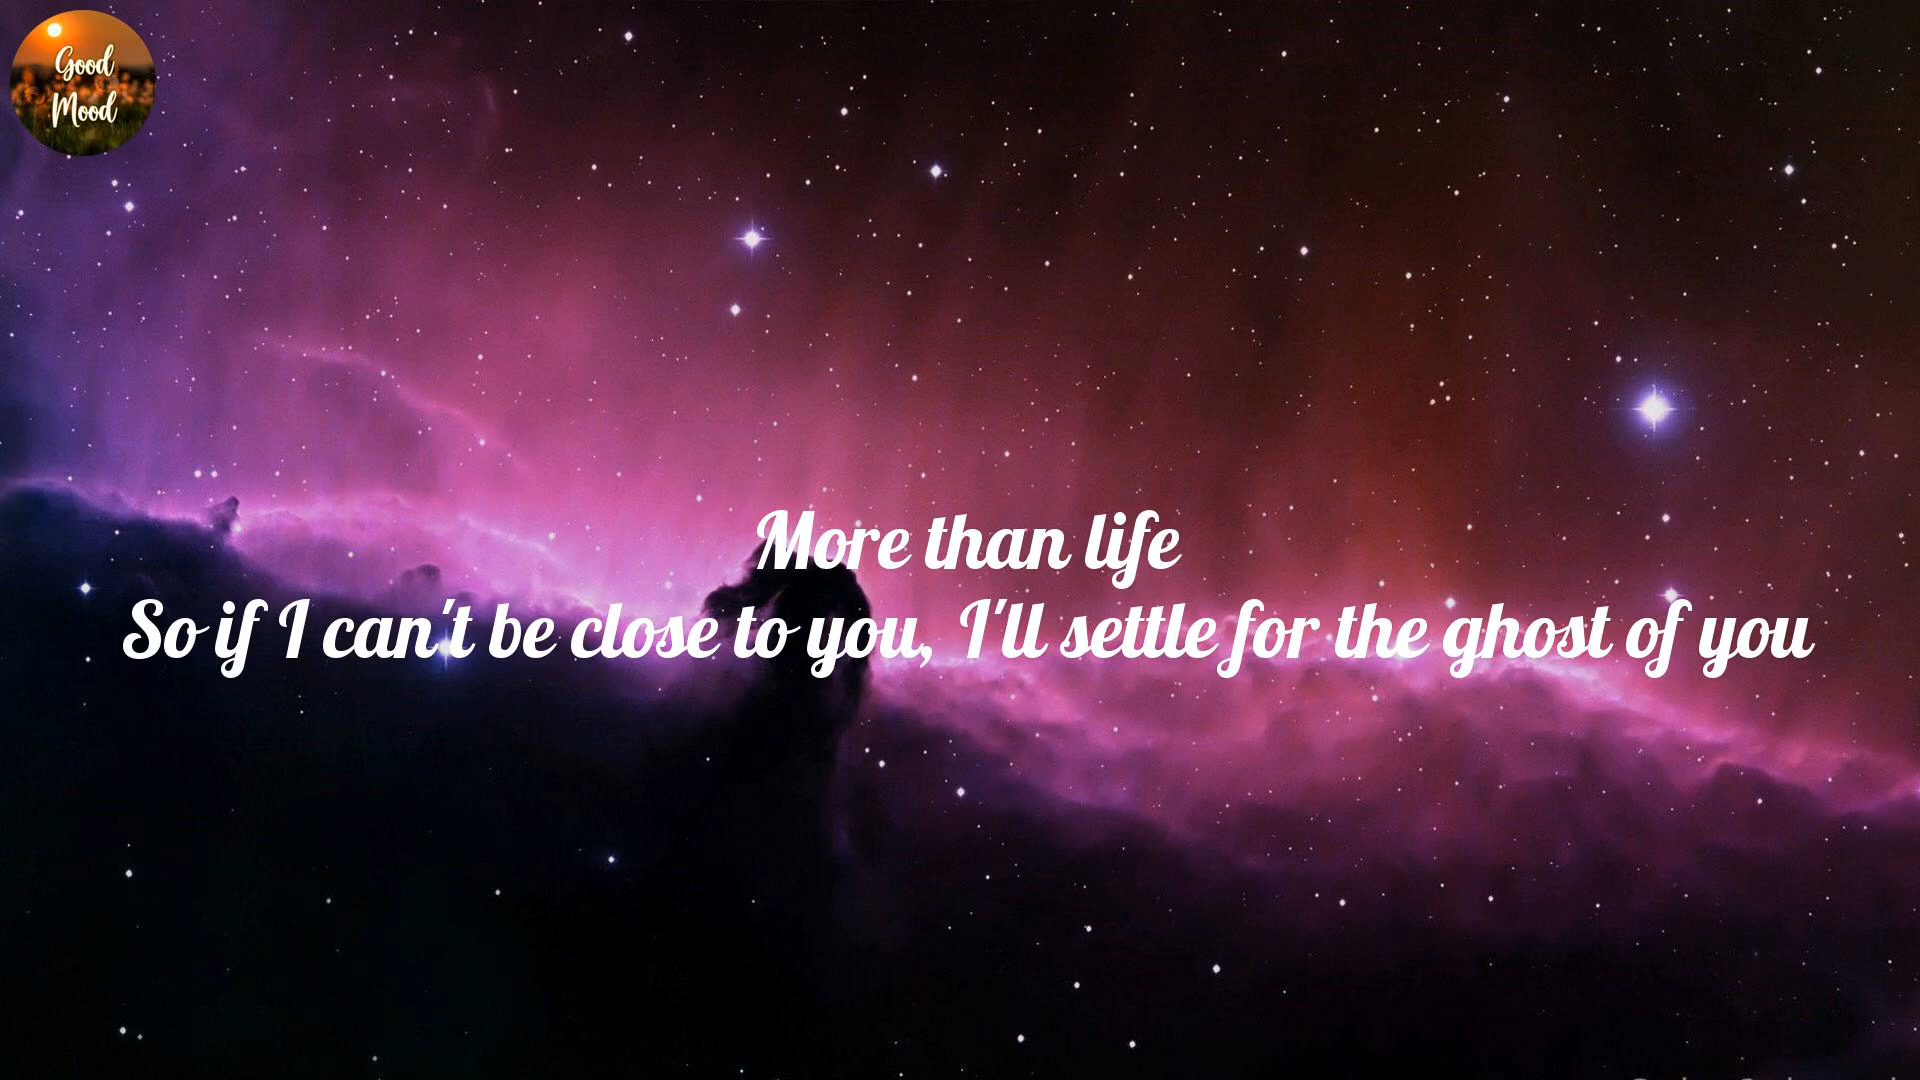 Good
Mood
More than life
So if I can't be close to you, I'll settle for the ghost of you